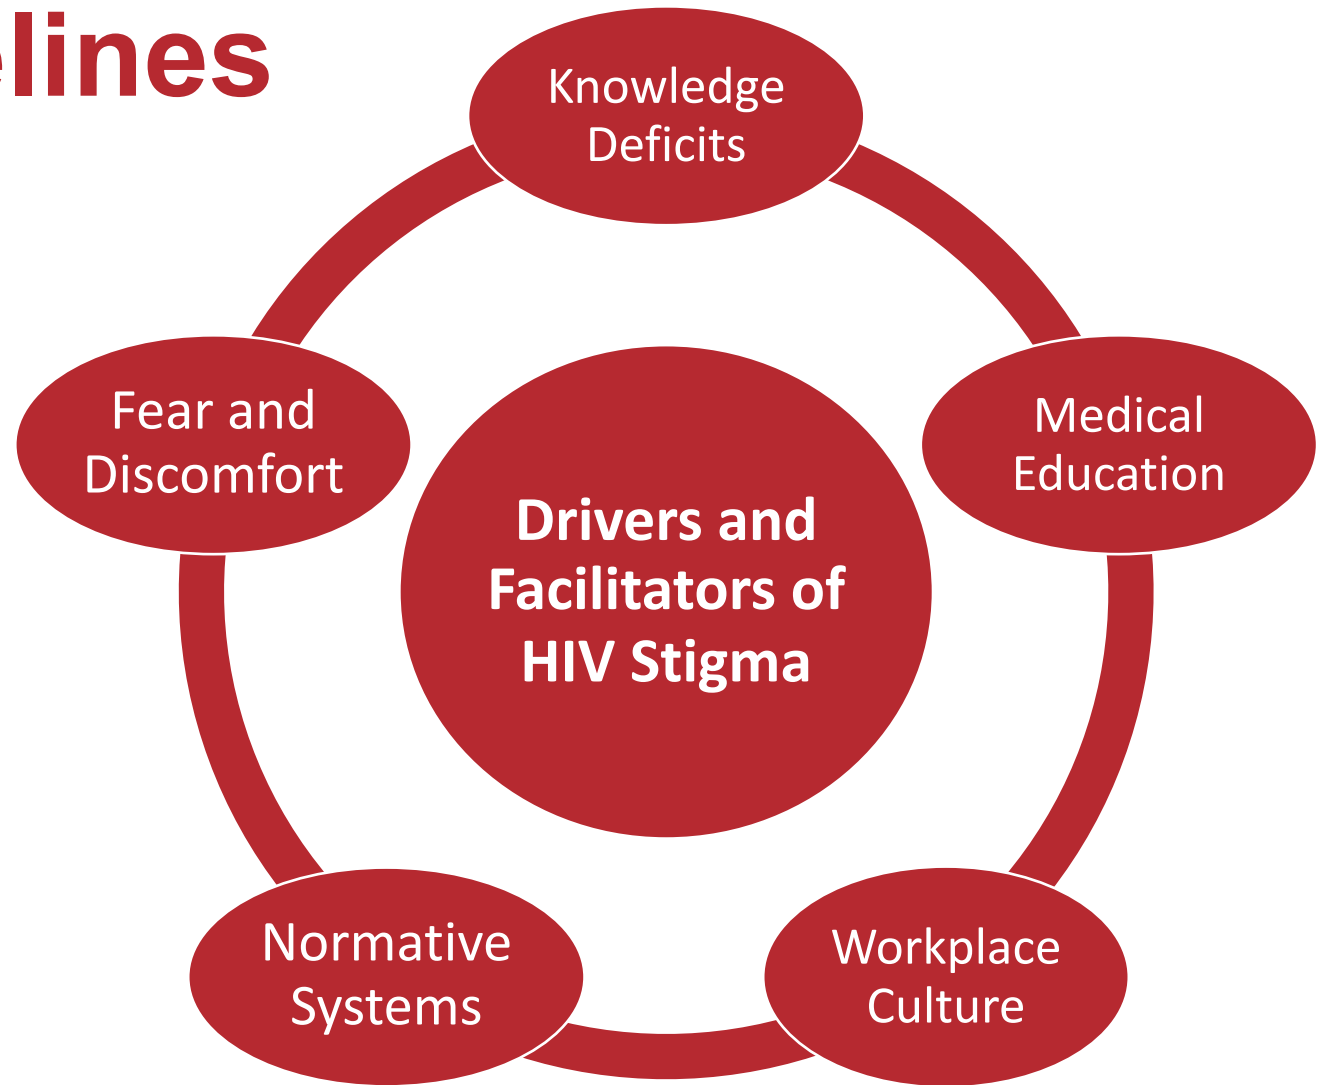 elines
Knowledge
Deficits
Medical
Education
Workplace
Culture
Normative
Systems
Fear and
Discomfort
Drivers and
Facilitators of
HIV Stigma